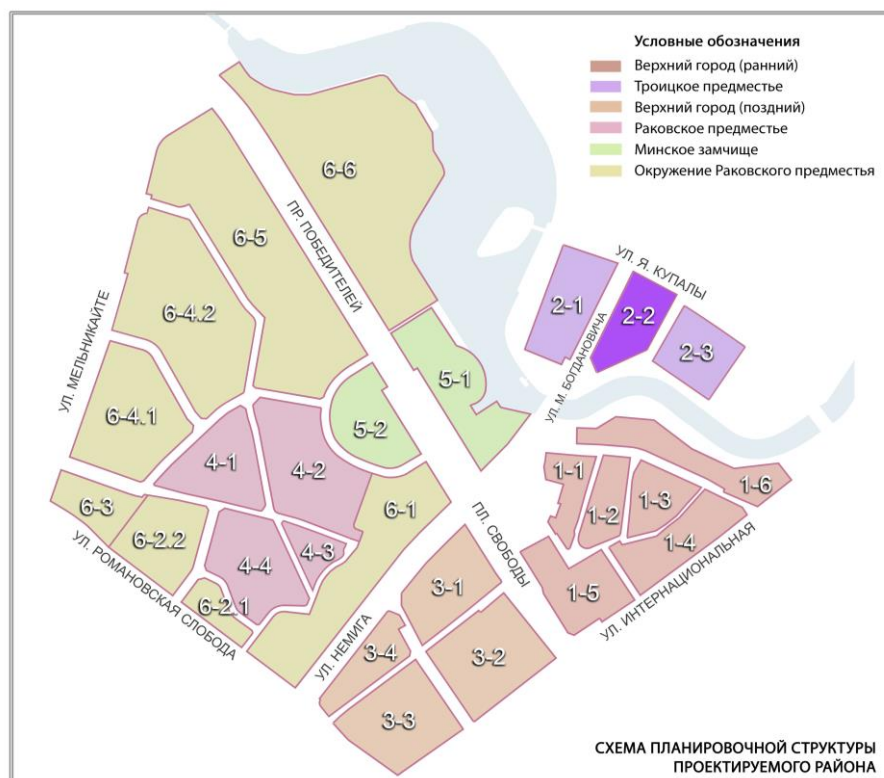 Условные обозначения
Верхний город (ранний)
Троицкое предместье
Верхний город (поздний)
Раковское предместье
Минское замчище
Окружение Раковского предместья
6-6
ПР. ПОБЕДИТЕЛЕЙ
6-5
УЛ. Я. КУПАЛЫ
2-1
2-2
2-3
УЛ. М. БОГДАНОВИЧА
6-4.2
УЛ. МЕЛЬНИКАЙТЕ
5-1
6-4.1
5-2
4-1
4-2
1-1
1-6
1-3
1-2
6-3
6-1
ПЛ. СВОБОДЫ
6-2.2
4-3
1-4
4-4
УЛ. ИНТЕРНАЦИОНАЛЬНАЯ
3-1
1-5
6-2.1
УЛ. РОМАНОВСКАЯ СЛОБОДА
УЛ. НЕМИГА
3-4
3-2
3-3
СХЕМА ПЛАНИРОВОЧНОЙ СТРУКТУРЫ
ПРОЕКТИРУЕМОГО РАЙОНА